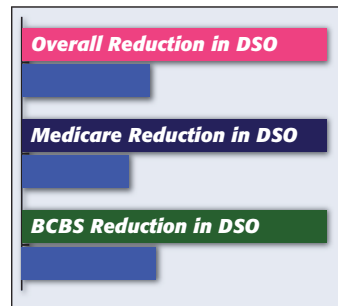 Overall Reduction in DSO
Medicare Reduction in DSO
BCBS Reduction in DSO